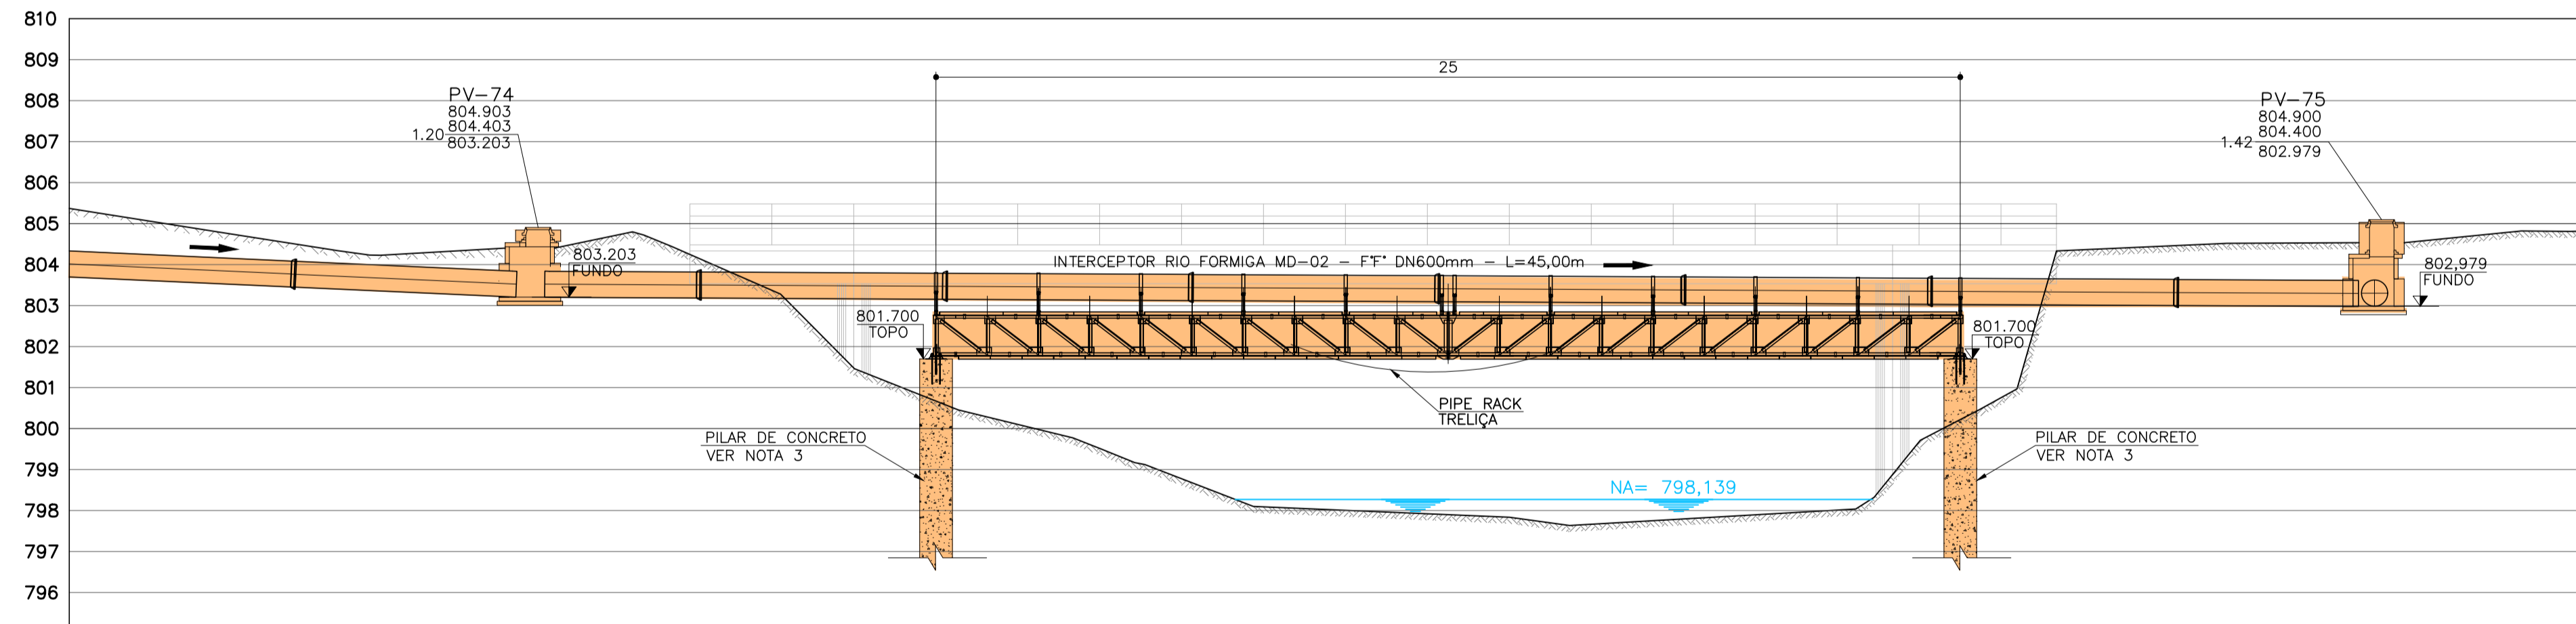 810
809
808
807
806
805
804
803
802
801
800
799
798
797
796
PV-74
804.903
804.403
1.20
803.203
803.203
FUNDO
25
PV-75
804.900
804.400
1.42
802.979
802,979
FUNDO
INTERCEPTOR RIO FORMIGA MD-02 - F°F° DN600mm - L=45,00m
801.700
TOPO
801.700
TOPO
PIPE RACK
TRELIÇA
PILAR DE CONCRETO
VER NOTA 3
PILAR DE CONCRETO
VER NOTA 3
NA= 798,139